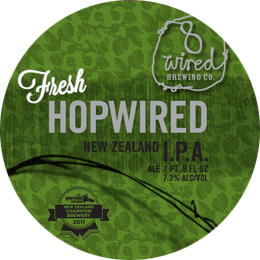 8
wired
BREWING CO.
Fresh
HOPWIRED
NEW ZEALAND I.P.A.
ALE 1 PT .9 FL OZ
7.3% ALC/VOL
NEW ZEALAND
CHAMPION
BREWERY
2011